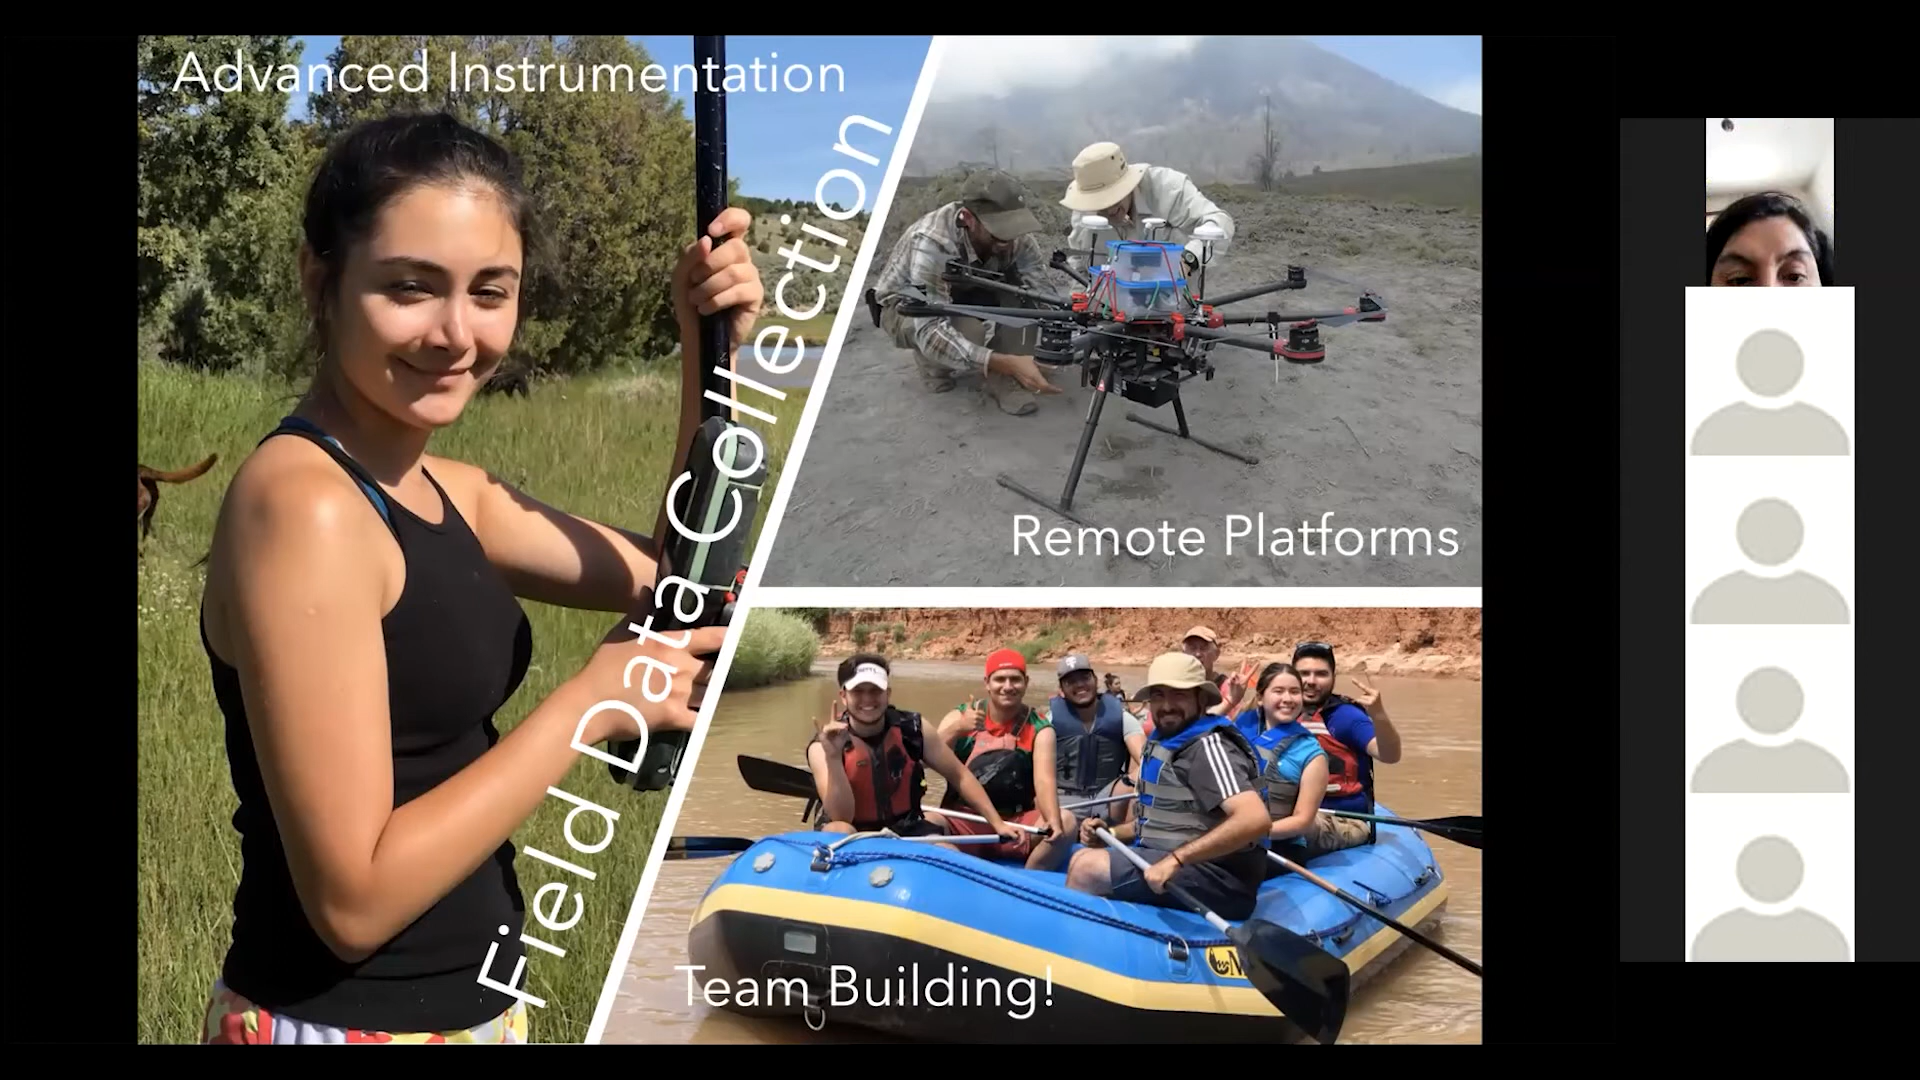 Advanced Instrumentation
Field Data Collection
Remote Platforms
Team Building!